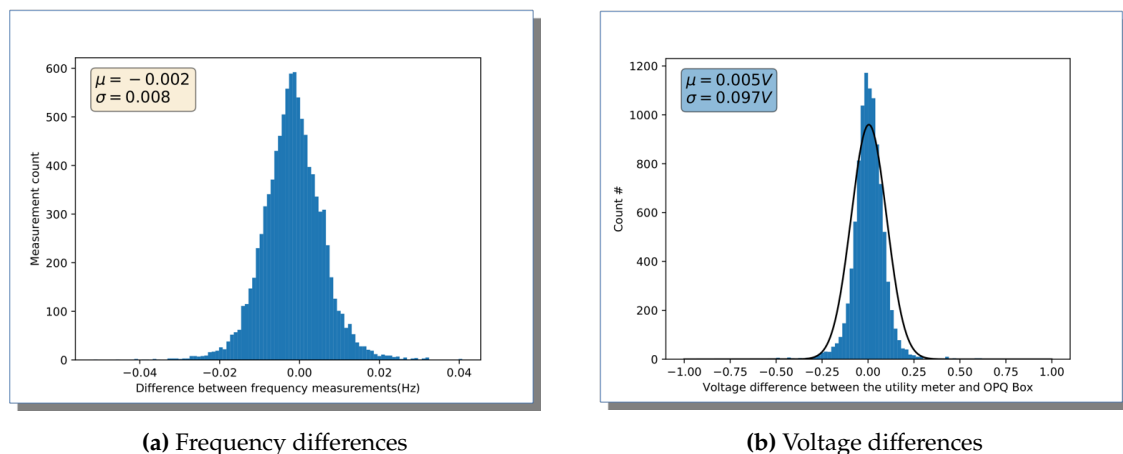 μ = −0.002
σ = 0.008
600
500
400
300
200
100
0
Measurement count
−0.04
−0.02
0.00
0.02
0.04
Difference between frequency measurements(Hz)
(a) Frequency differences
μ = 0.005V
σ = 0.097V
1200
1000
800
600
400
200
0
Count #
−1.00
−0.75
−0.50
−0.25
0.00
0.25
0.50
0.75
1.00
Voltage difference between the utility meter and OPQ Box
(b) Voltage differences